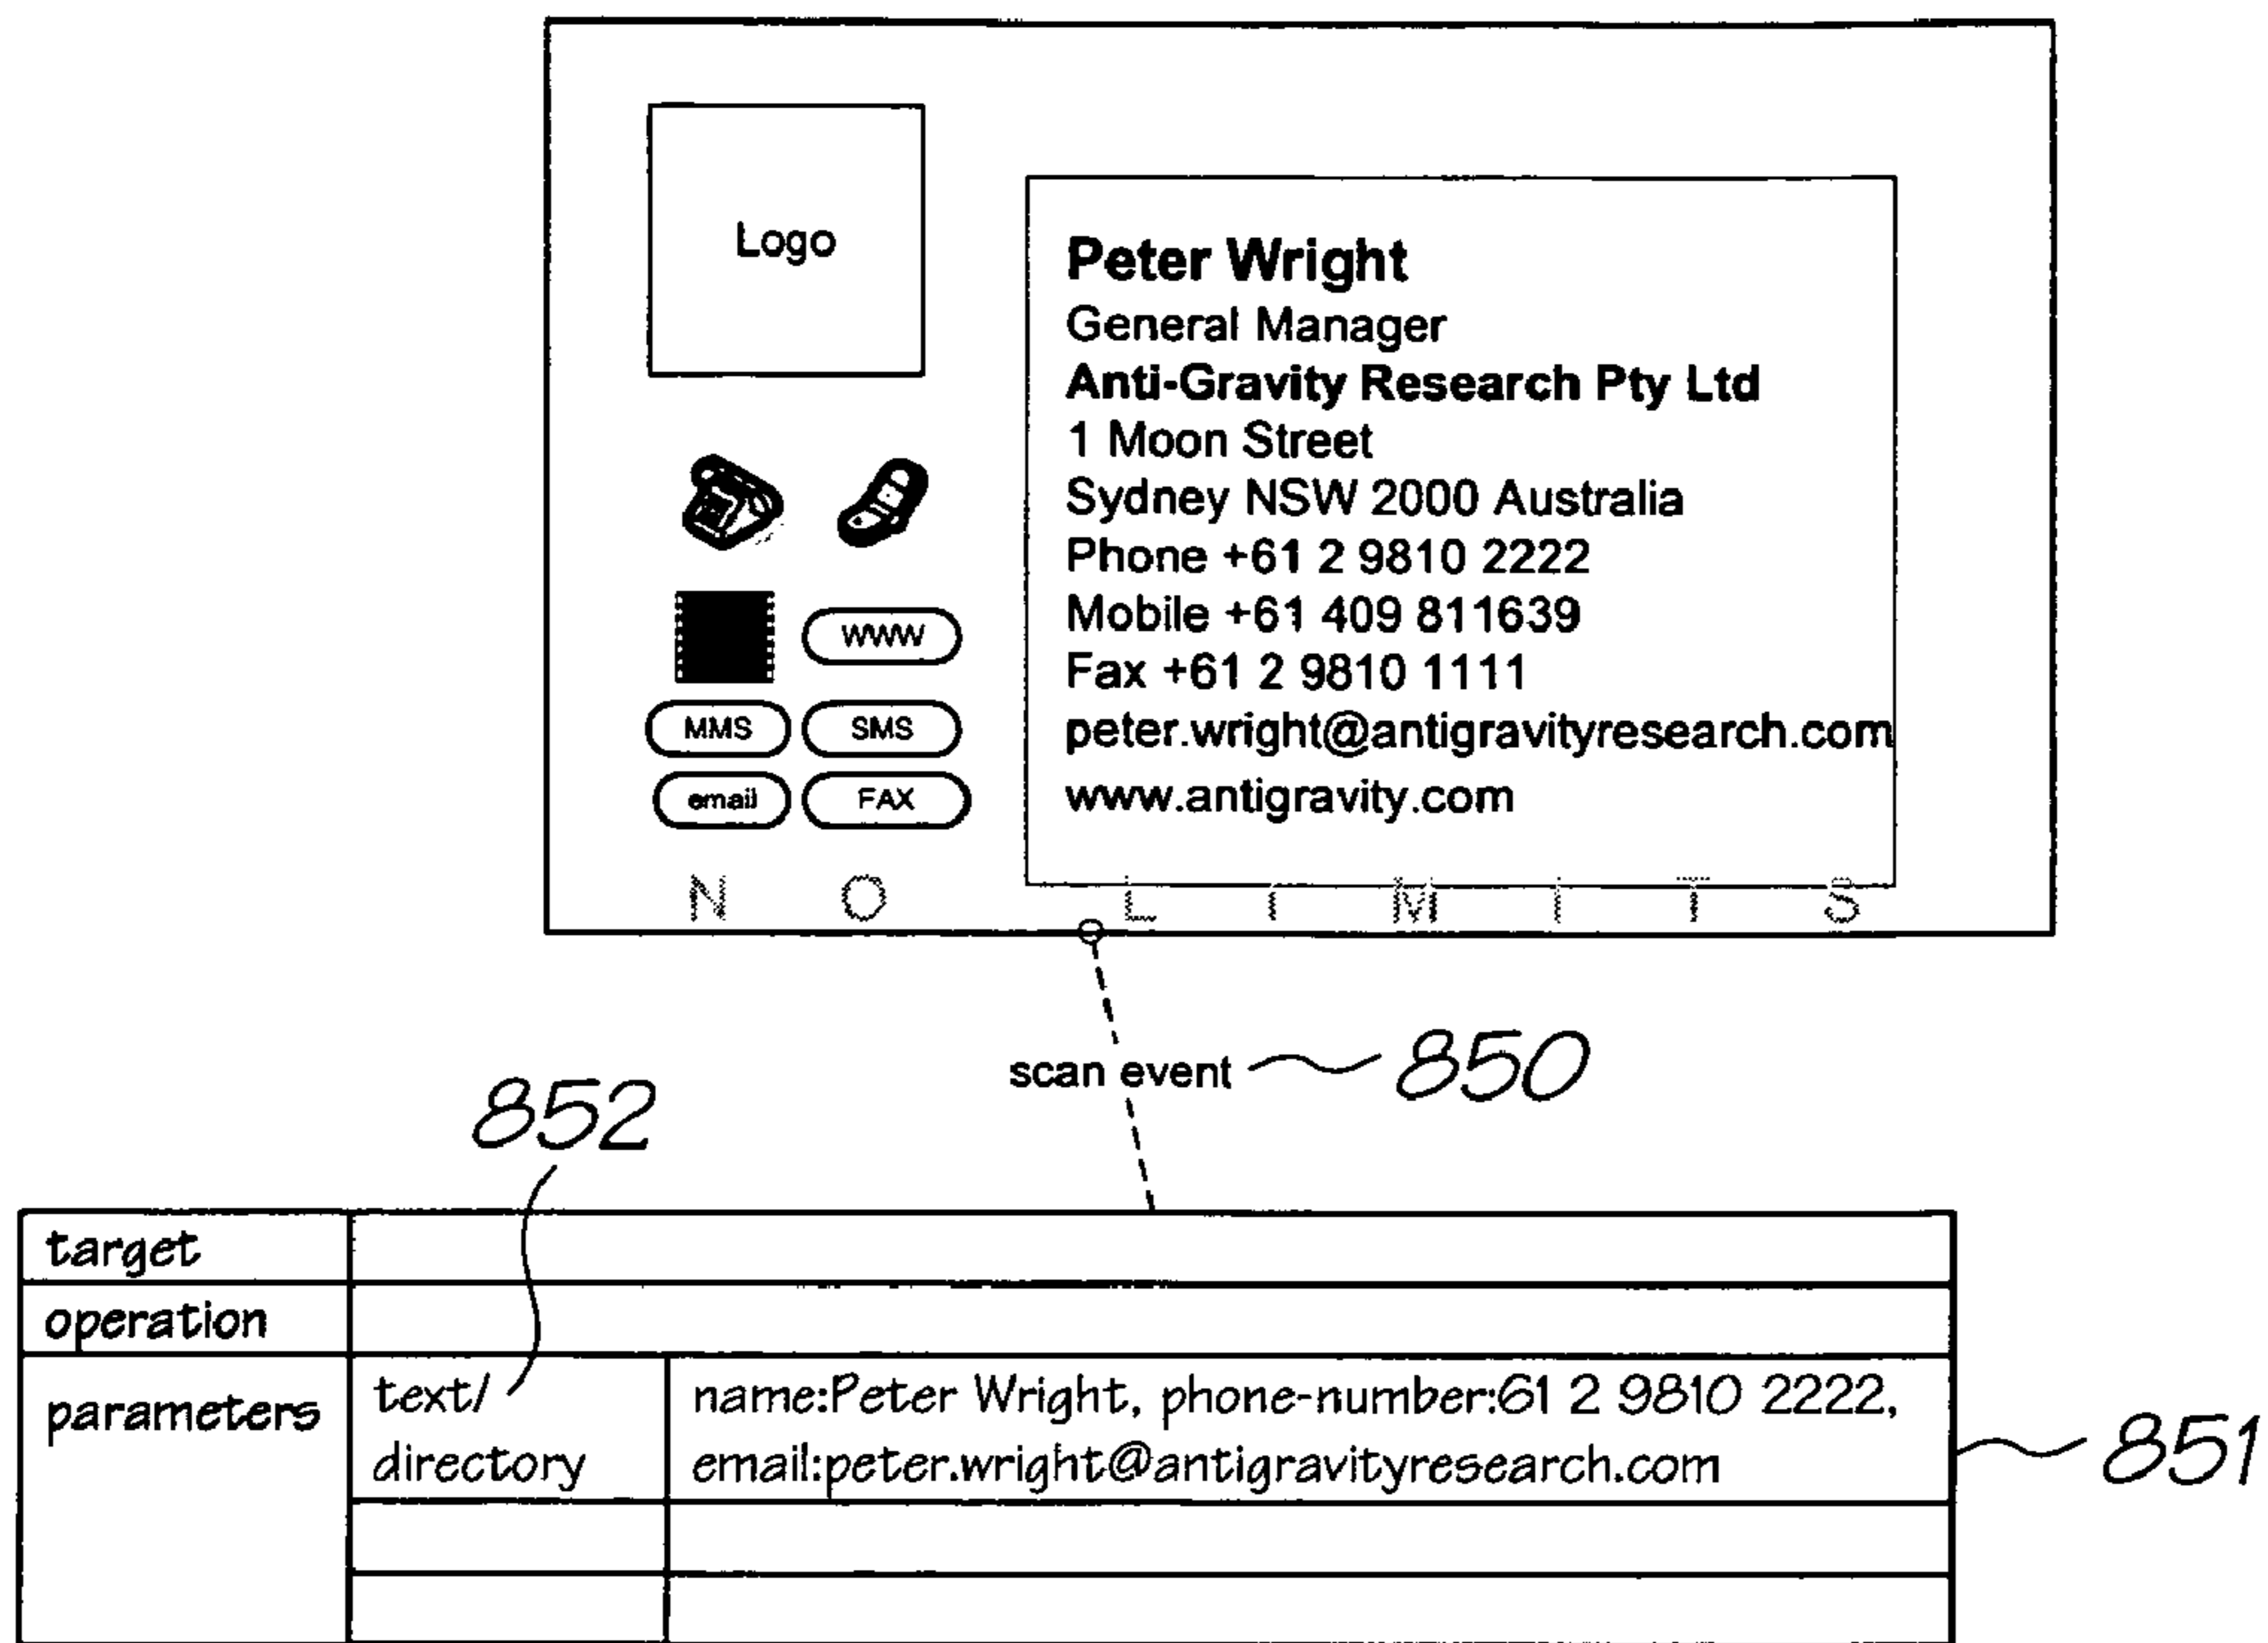 Logo
Peter Wright
General Manager
Anti-Gravity Research Pty Ltd
1 Moon Street
Sydney NSW 2000 Australia
Phone +61 2 9810 2222
Mobile +61 409 811639
Fax +61 2 9810 1111
peter.wright@antigravityresearch.com
www.antigravity.com
WWW
MMS SMS
email FAX
N O L I M I T S
scan event 850
852
target
operation
parameters
text/
directory
name:Peter Wright, phone-number:61 2 9810 2222,
email:peter.wright@antigravityresearch.com
851